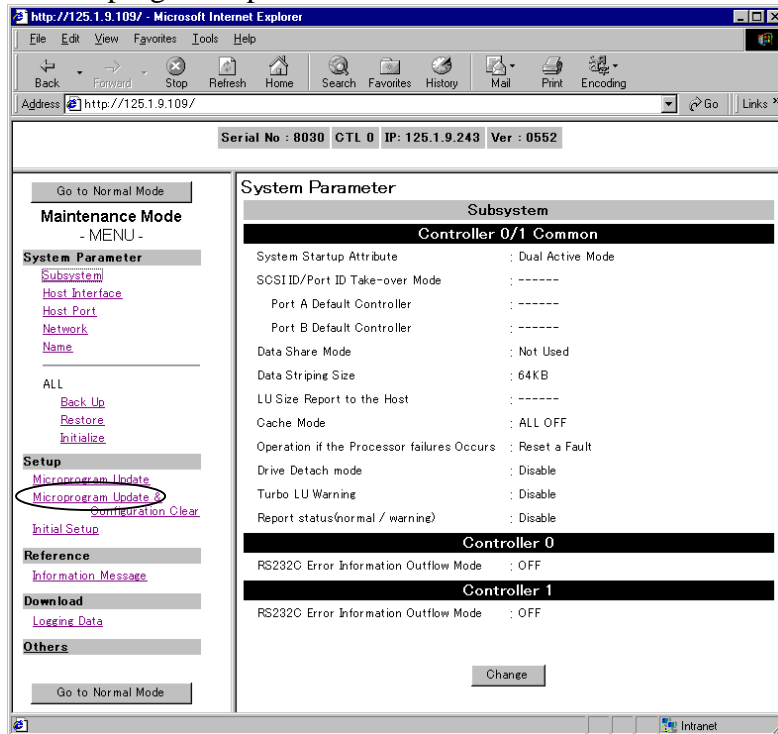 http://125.1.9.109/ - Microsoft Internet Explorer
File Edit View Favorites Tools Help
Back Forward Stop Refresh Home Search Favorites History Mail Print Encoding
Address http://125.1.9.109/ Go Links »
Serial No : 8030 CTL 0 IP: 125.1.9.243 Ver : 0552
Go to Normal Mode
Maintenance Mode
- MENU -
System Parameter
Subsystem
Host Interface
Host Port
Network
Name
ALL
Back Up
Restore
Initialize
Setup
Microprogram Update
Microprogram Update &
Configuration Clear
Initial Setup
Reference
Information Message
Download
Logging Data
Others
Go to Normal Mode
System Parameter
Subsystem
Controller 0/1 Common
System Startup Attribute : Dual Active Mode
SCSI ID/Port ID Take-over Mode : ------
Port A Default Controller : ------
Port B Default Controller : ------
Data Share Mode : Not Used
Data Striping Size : 64KB
LU Size Report to the Host : ------
Cache Mode : ALL OFF
Operation if the Processor failures Occurs : Reset a Fault
Drive Detach mode : Disable
Turbo LU Warning : Disable
Report status(normal / warning) : Disable
Controller 0
RS232C Error Information Outflow Mode : OFF
Controller 1
RS232C Error Information Outflow Mode : OFF
Change
Intranet